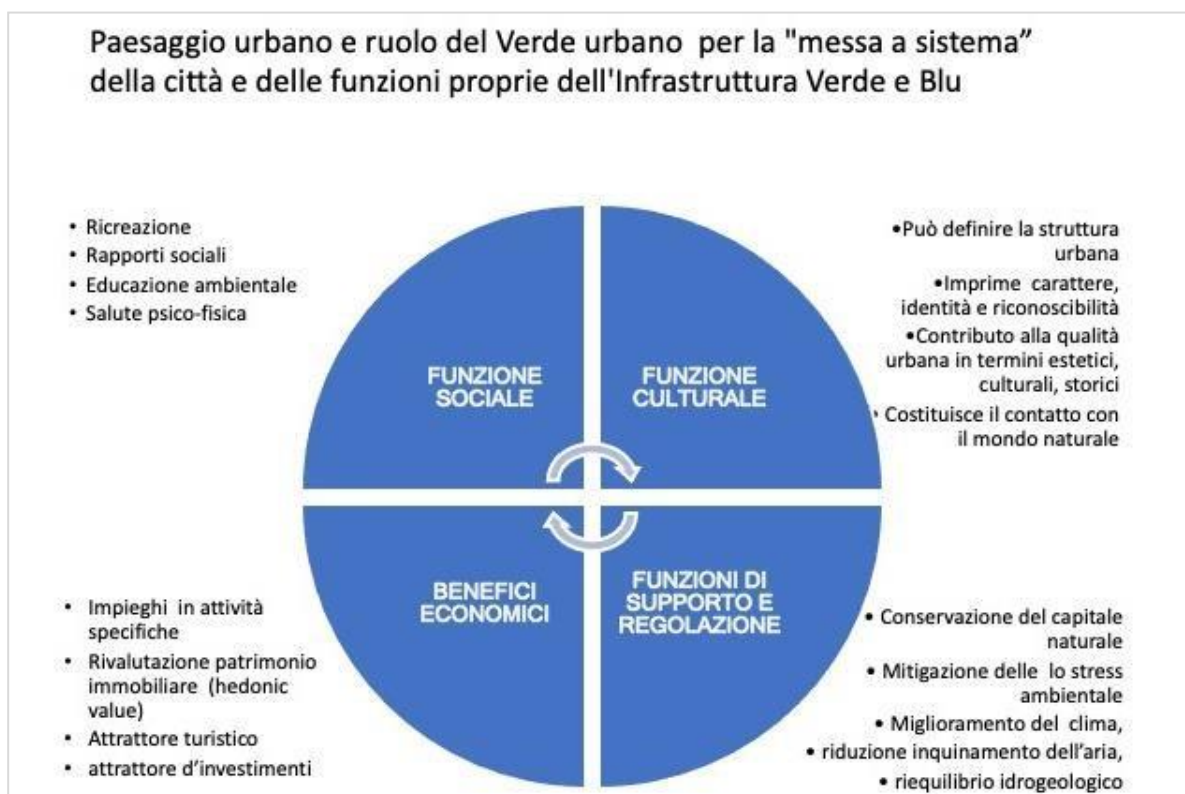 Paesaggio urbano e ruolo del Verde urbano per la "messa a sistema”
della città e delle funzioni proprie dell'Infrastruttura Verde e Blu
• Ricreazione
• Rapporti sociali
• Educazione ambientale
• Salute psico-fisica
FUNZIONE
SOCIALE
FUNZIONE
CULTURALE
•Può definire la struttura
urbana
•Imprime carattere,
identità e riconoscibilità
•Contributo alla qualità
urbana in termini estetici,
culturali, storici
• Costituisce il contatto con
il mondo naturale
BENEFICI
ECONOMICI
FUNZIONI DI
SUPPORTO E
REGOLAZIONE
• Impieghi in attività
specifiche
• Rivalutazione patrimonio
immobiliare (hedonic
value)
• Attrattore turistico
• attrattore d’investimenti
• Conservazione del capitale
naturale
• Mitigazione delle lo stress
ambientale
• Miglioramento del clima,
• riduzione inquinamento dell’aria,
• riequilibrio idrogeologico